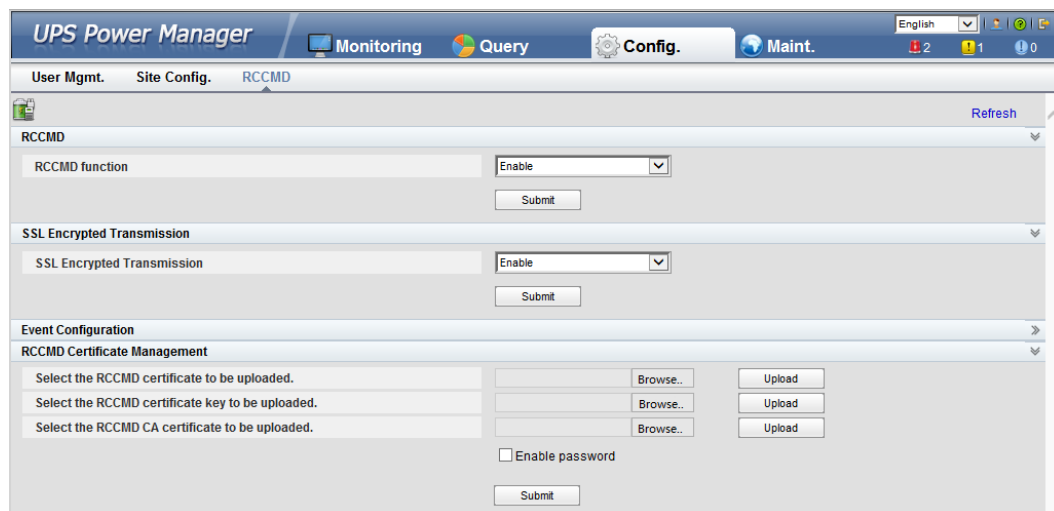 UPS Power Manager
Monitoring
Query
Config.
Maint.
English
2
1
0
User Mgmt. Site Config. RCCMD
Refresh
RCCMD
RCCMD function Enable
Submit
SSL Encrypted Transmission
SSL Encrypted Transmission Enable
Submit
Event Configuration
RCCMD Certificate Management
Select the RCCMD certificate to be uploaded. Browse.. Upload
Select the RCCMD certificate key to be uploaded. Browse.. Upload
Select the RCCMD CA certificate to be uploaded. Browse.. Upload
Enable password
Submit